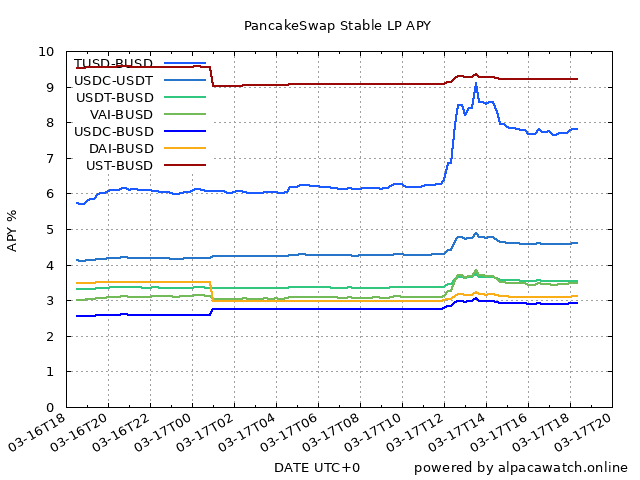 PancakeSwap Stable LP APY
10
9
8
7
6
5
4
3
2
1
0
APY %
TUSD-BUSD
USDC-USDT
USDT-BUSD
VAI-BUSD
USDC-BUSD
DAI-BUSD
UST-BUSD
03-16T18
03-16T20
03-16T22
03-17T00
03-17T02
03-17T04
03-17T06
03-17T08
03-17T10
03-17T12
03-17T14
03-17T16
03-17T18
03-17T20
DATE UTC+0
powered by alpacawatch.online